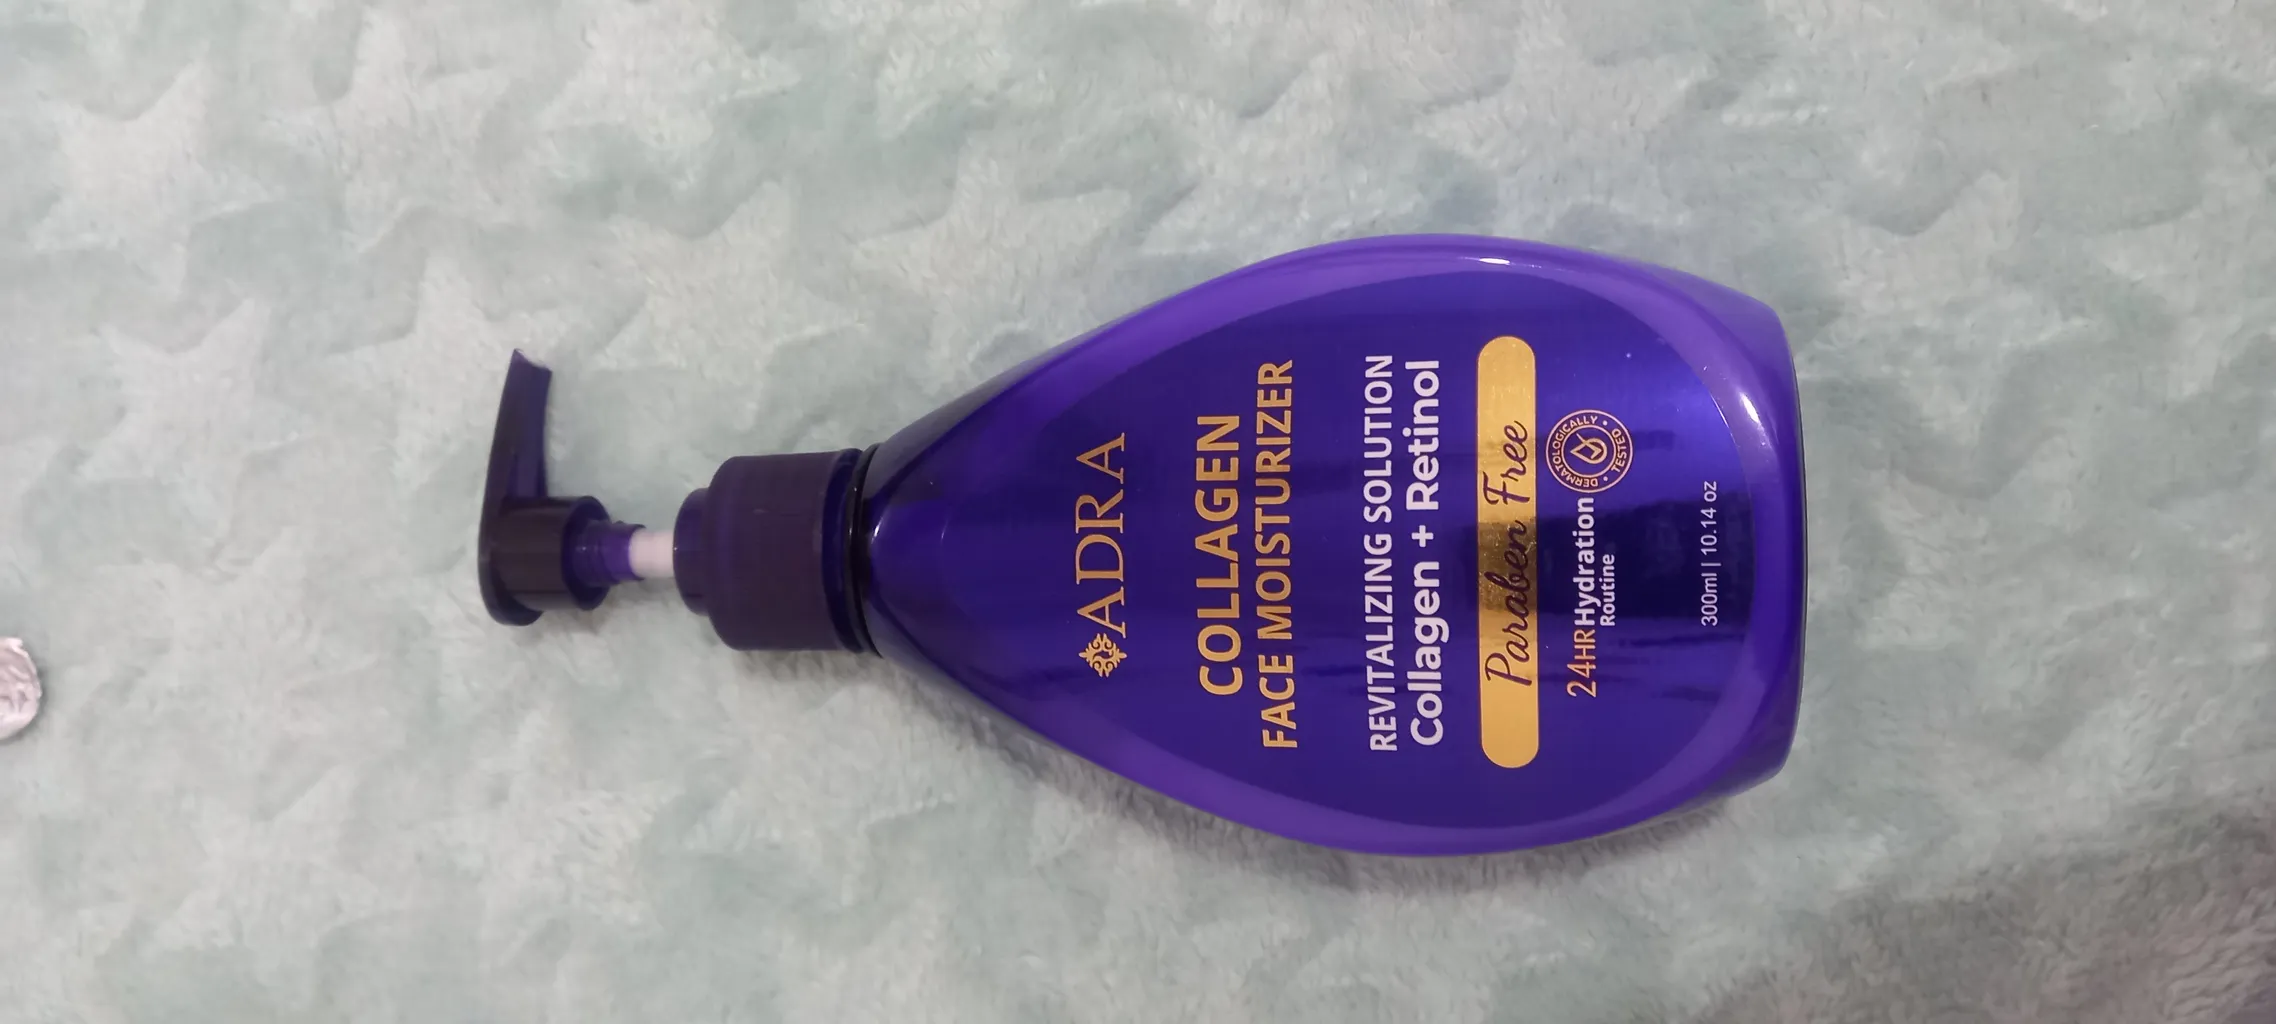 ADRA
COLLAGEN
FACE MOISTURIZER
REVITALIZING SOLUTION
Collagen + Retinol
Paraben Free
24HR Hydration
Routine
DERMATOLOGICALLY • TESTED •
300ml | 10.14 oz